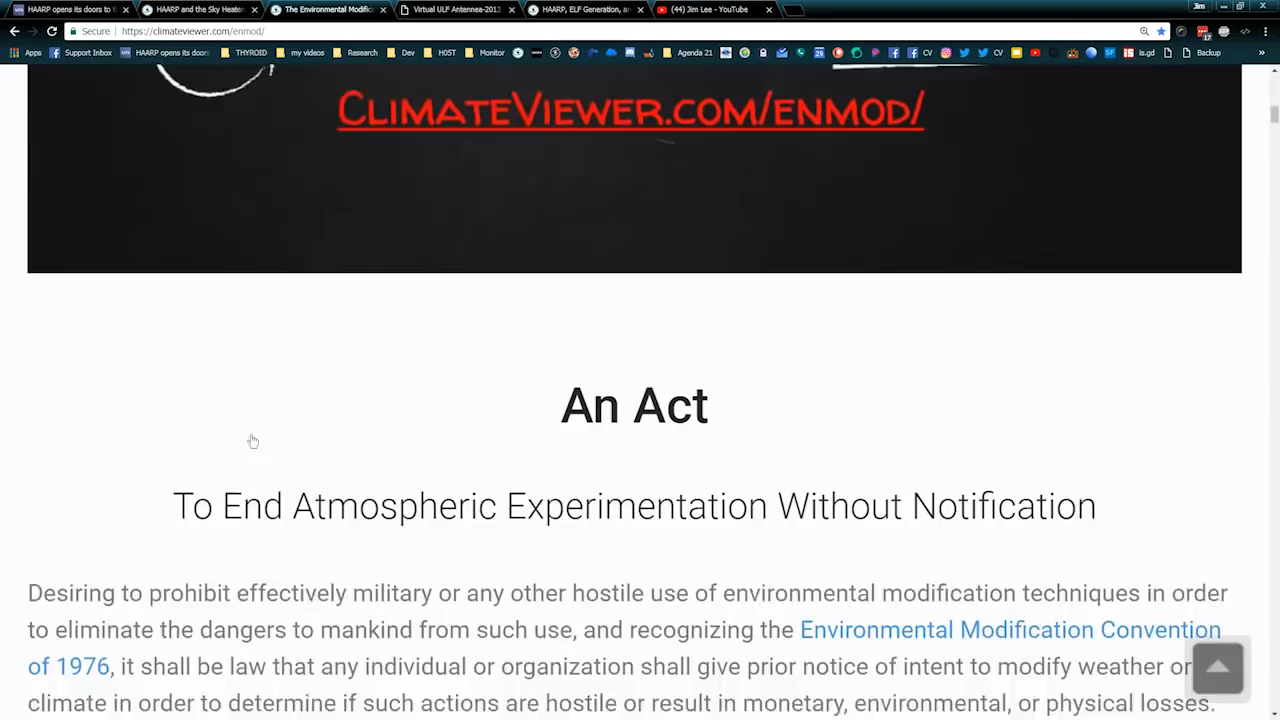 HAARP opens its doors to t
HAARP and the Sky Heater
The Environmental Modific
Virtual ULF Antennea-2013
HAARP, ELF Generation, an
(44) Jim Lee - YouTube
Jim
Secure https://climateviewer.com/enmod/
Apps Support Inbox HAARP opens its doors THYROID my videos Research Dev H0ST Monitor Agenda 21 CV CV is.gd Backup
CLIMATEVIEWER.COM/ENMOD/
An Act
To End Atmospheric Experimentation Without Notification
Desiring to prohibit effectively military or any other hostile use of environmental modification techniques in order
to eliminate the dangers to mankind from such use, and recognizing the Environmental Modification Convention
of 1976, it shall be law that any individual or organization shall give prior notice of intent to modify weather or
climate in order to determine if such actions are hostile or result in monetary, environmental, or physical losses.